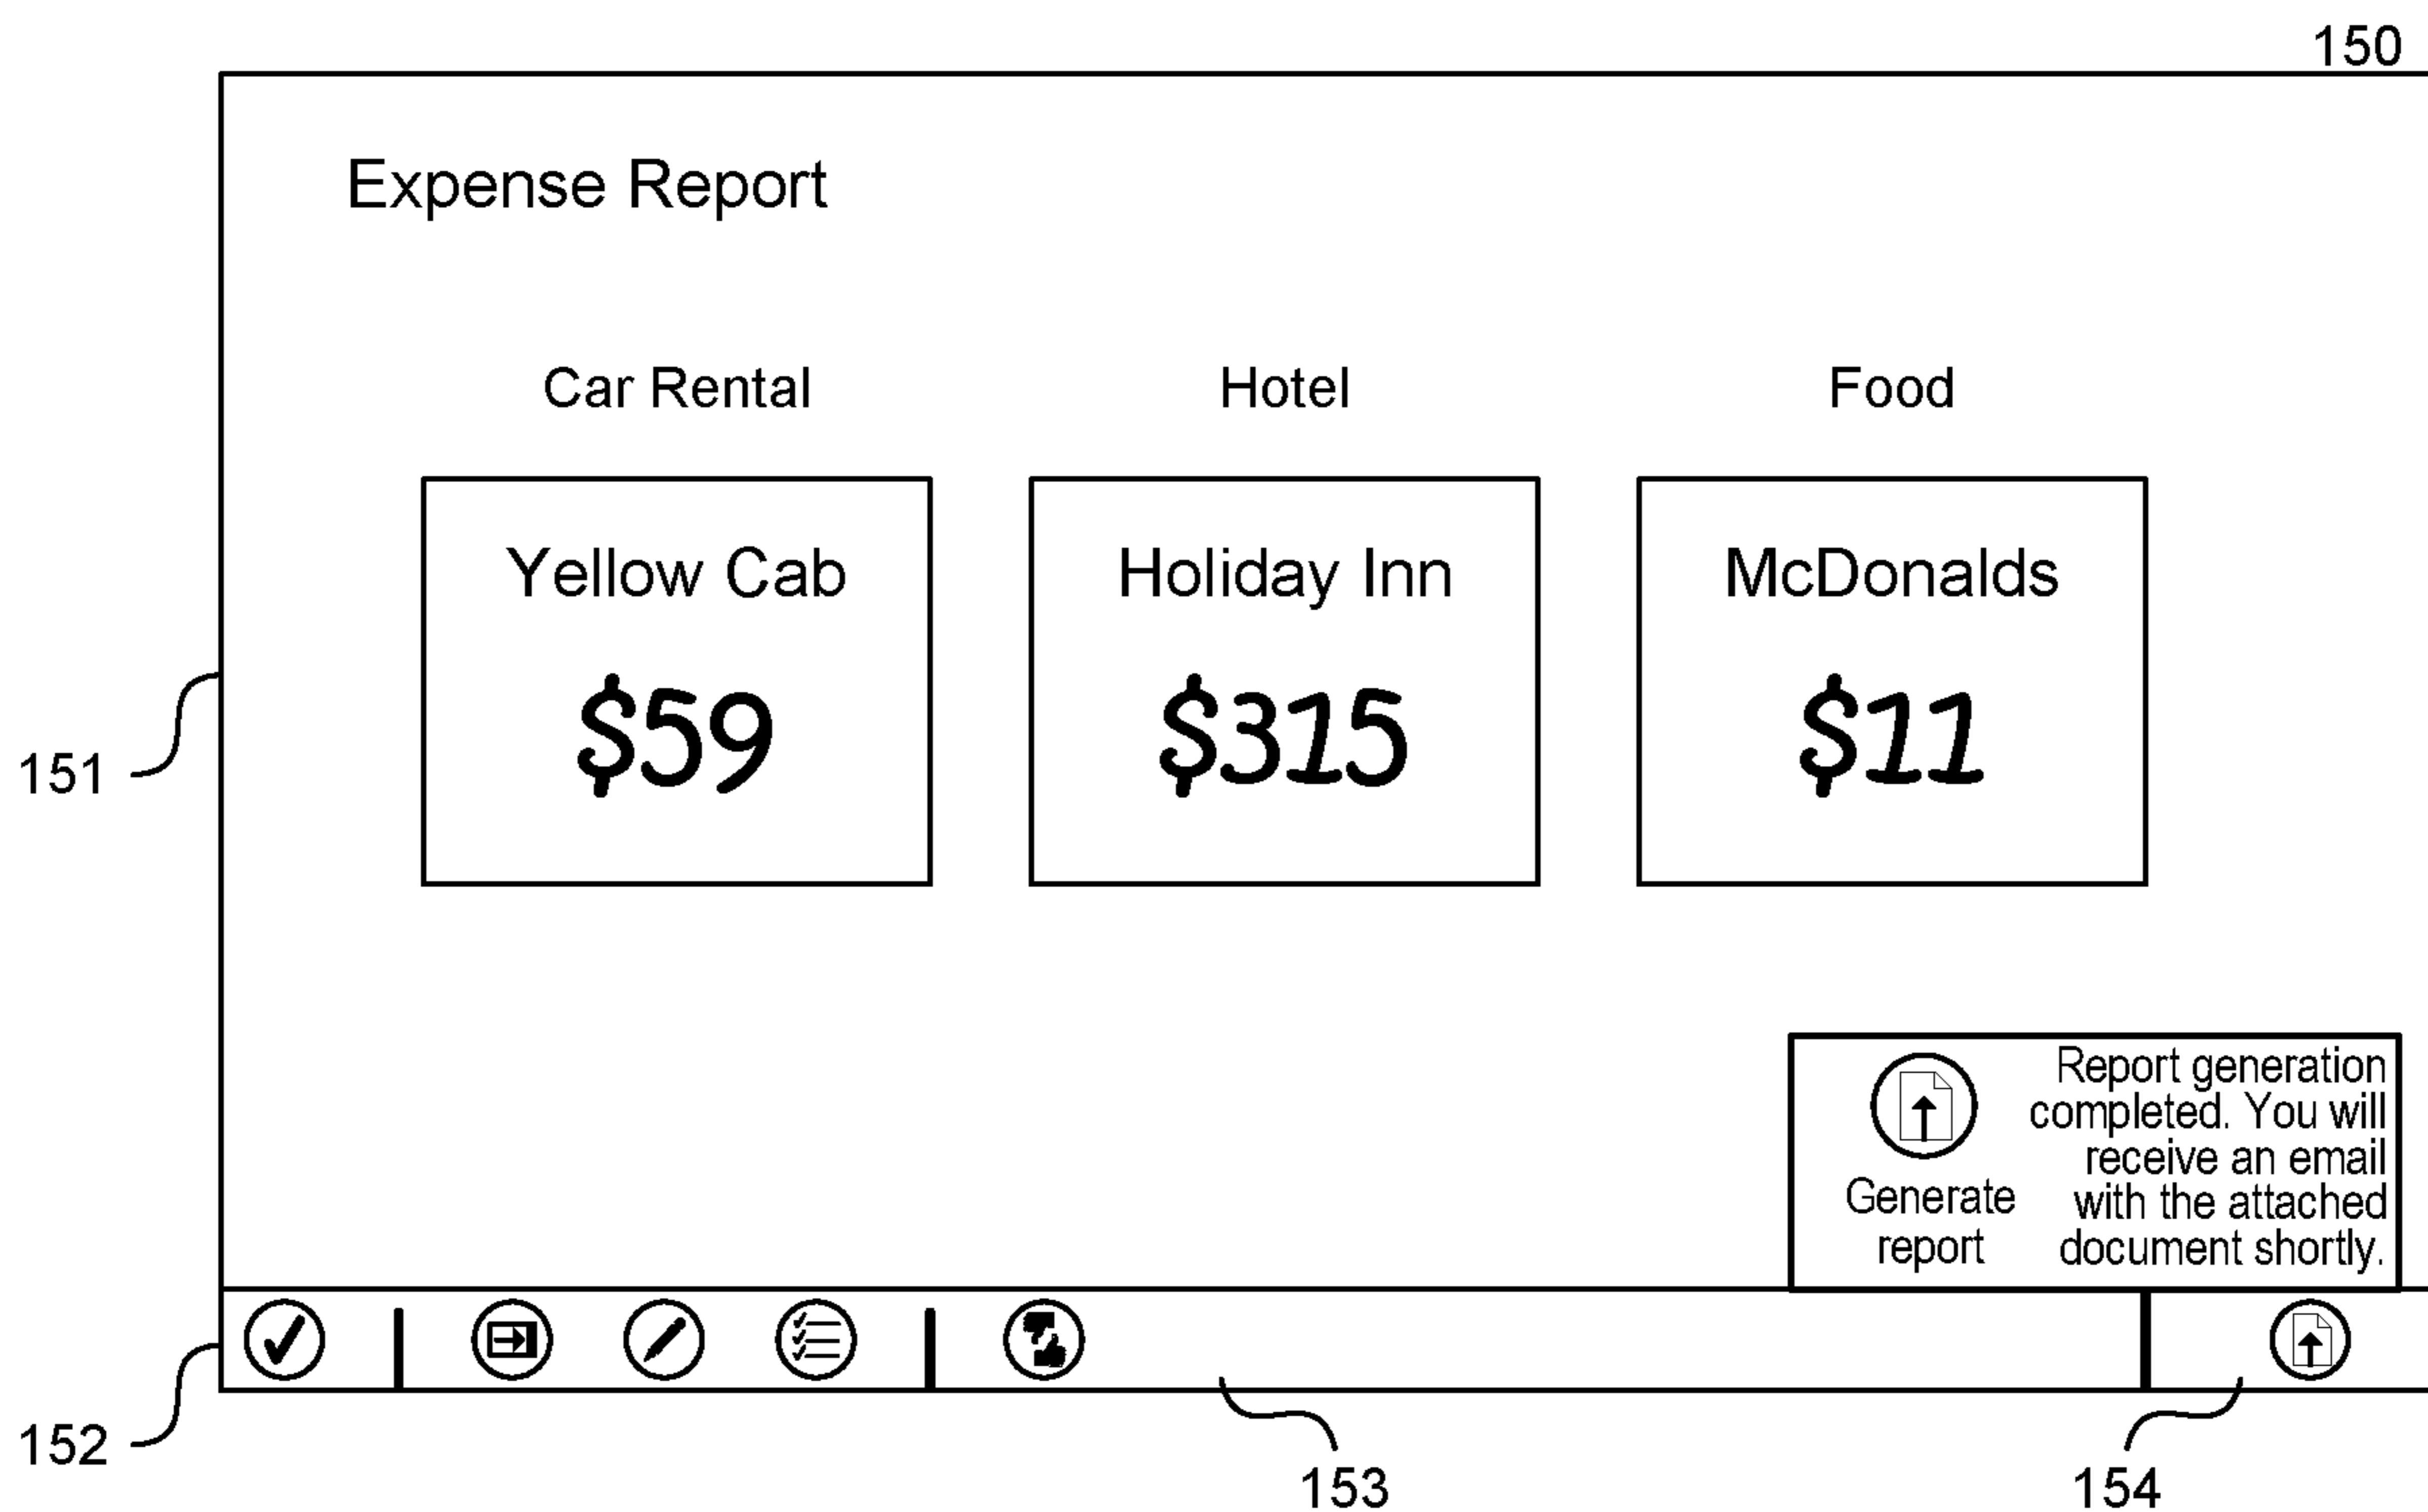 150
Expense Report
Car Rental
Hotel
Food
Yellow Cab
Holiday Inn
McDonalds
$59
$315
$11
151
Generate
report
Report generation
completed. You will
receive an email
with the attached
document shortly.
152
153
154